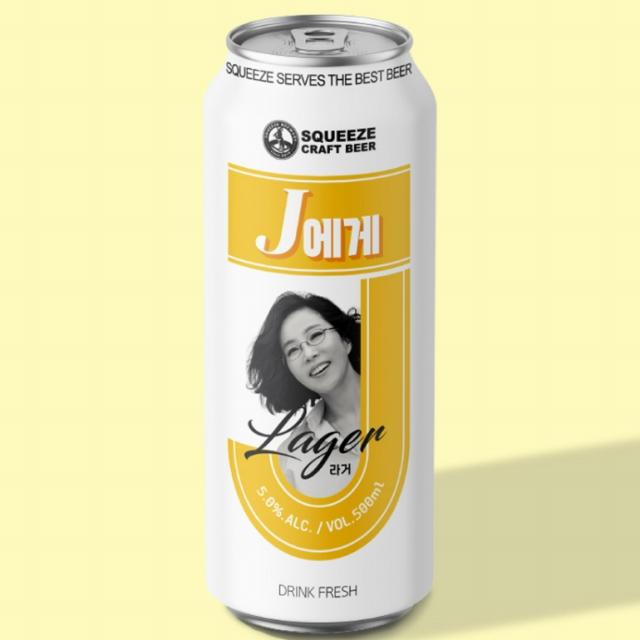 SQUEEZE SERVES THE BEST BEER
SQUEEZE
CRAFT BEER
J에게
Lager
라거
5.0%.ALC. / VOL.500ml
DRINK FRESH